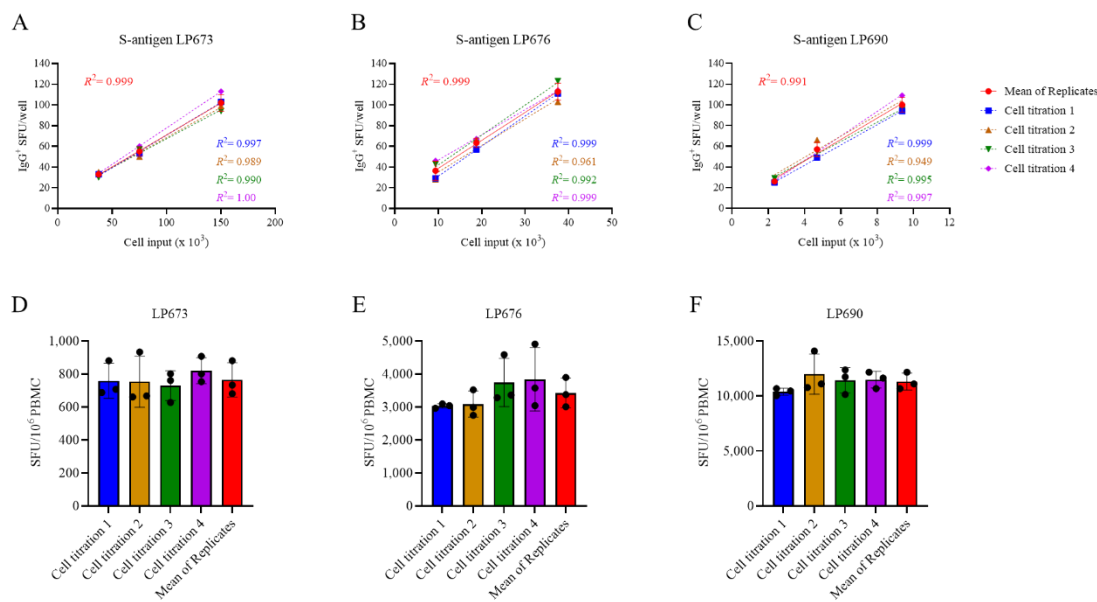 A
S-antigen LP673
IgG+ SFU/well
140
120
100
80
60
40
20
0
R²= 0.999
R²= 0.997
R²= 0.989
R²= 0.990
R²= 1.00
0 50 100 150 200
Cell input (x 10³)
B
S-antigen LP676
IgG+ SFU/well
140
120
100
80
60
40
20
0
R²= 0.999
R²= 0.999
R²= 0.961
R²= 0.992
R²= 0.999
0 10 20 30 40 50
Cell input (x 10³)
C
S-antigen LP690
IgG+ SFU/well
140
120
100
80
60
40
20
0
R²= 0.991
R²= 0.999
R²= 0.949
R²= 0.995
R²= 0.997
0 2 4 6 8 10 12
Cell input (x 10³)
Mean of Replicates
Cell titration 1
Cell titration 2
Cell titration 3
Cell titration 4
D
LP673
SFU/10⁶ PBMC
1,000
800
600
400
200
0
Cell titration 1
Cell titration 2
Cell titration 3
Cell titration 4
Mean of Replicates
E
LP676
SFU/10⁶ PBMC
5,000
4,000
3,000
2,000
1,000
0
Cell titration 1
Cell titration 2
Cell titration 3
Cell titration 4
Mean of Replicates
F
LP690
SFU/10⁶ PBMC
15,000
10,000
5,000
0
Cell titration 1
Cell titration 2
Cell titration 3
Cell titration 4
Mean of Replicates